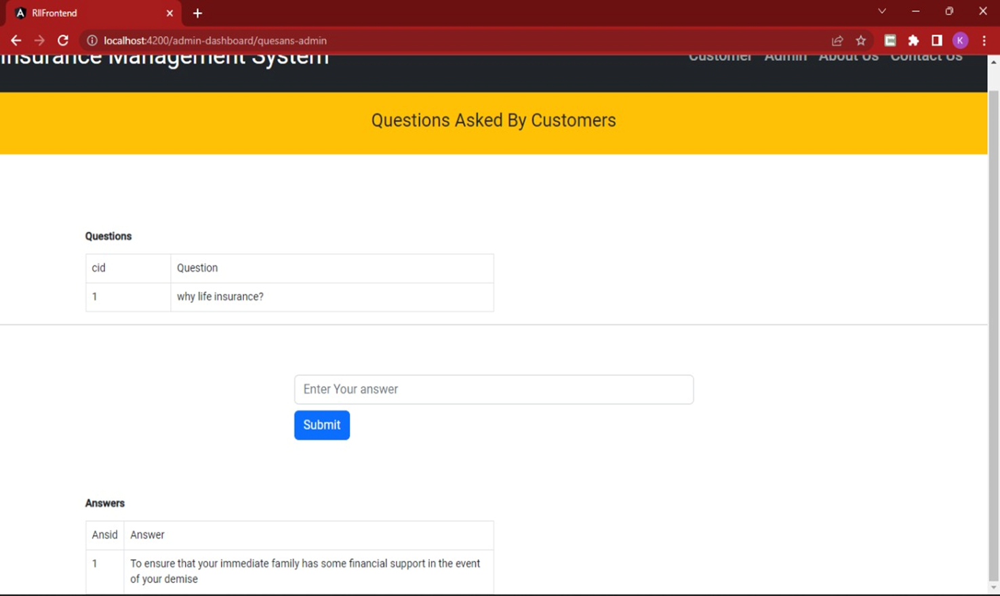 RIIFrontend
localhost:4200/admin-dashboard/quesans-admin
K
Insurance Management System
Customer Admin About Us Contact Us
Questions Asked By Customers
Questions
cid Question
1 why life insurance?
Enter Your answer
Submit
Answers
Ansid Answer
1 To ensure that your immediate family has some financial support in the event
of your demise